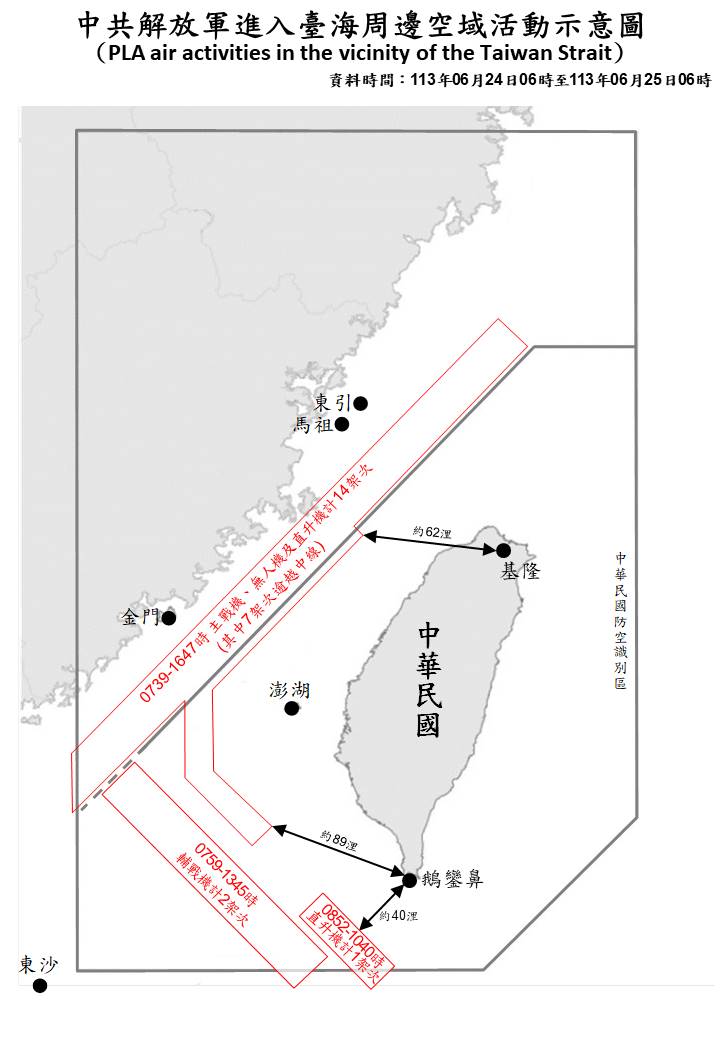 中共解放軍進入臺海周邊空域活動示意圖
（PLA air activities in the vicinity of the Taiwan Strait）
資料時間：113年06月24日06時至113年06月25日06時
東引
馬祖
0739-1647時 主戰機、無人機及直升機計14架次
(其中7架次逾越中線)
約62浬
基隆
中華民國防空識別區
金門
中華民國
澎湖
約89浬
0759-1345時
輔戰機計2架次
鵝鑾鼻
0852-1040時
直升機計1架次
約40浬
東沙